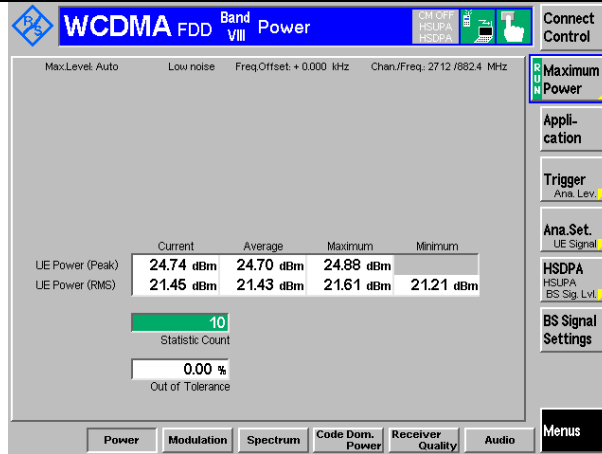 R&S
WCDMA FDD Band VIII Power
CM OFF
HSUPA
HSDPA
Connect Control
Max.Level: Auto Low noise Freq.Offset: + 0.000 kHz Chan./Freq.: 2712 /882.4 MHz
RUN
Maximum Power
Appli-
cation
Trigger
Ana. Lev.
Ana.Set.
UE Signal
Current Average Maximum Minimum
UE Power (Peak) 24.74 dBm 24.70 dBm 24.88 dBm
UE Power (RMS) 21.45 dBm 21.43 dBm 21.61 dBm 21.21 dBm
HSDPA
HSUPA
BS Sig. Lvl.
10
Statistic Count
BS Signal
Settings
0.00 %
Out of Tolerance
Power Modulation Spectrum Code Dom. Power Receiver Quality Audio
Menus